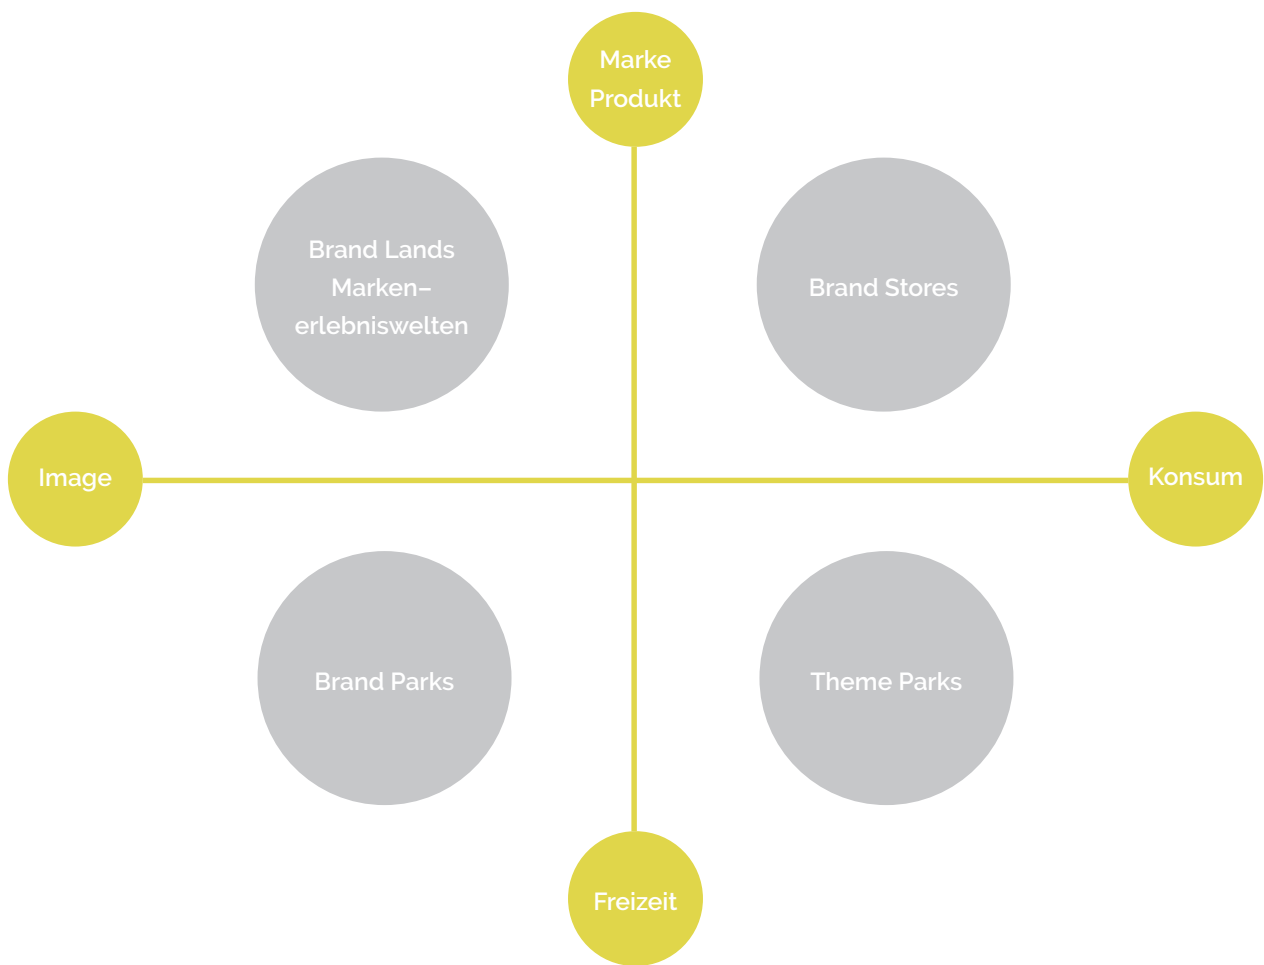 Marke
Produkt
Brand Lands
Marken–
erlebniswelten
Brand Stores
Image
Konsum
Brand Parks
Theme Parks
Freizeit